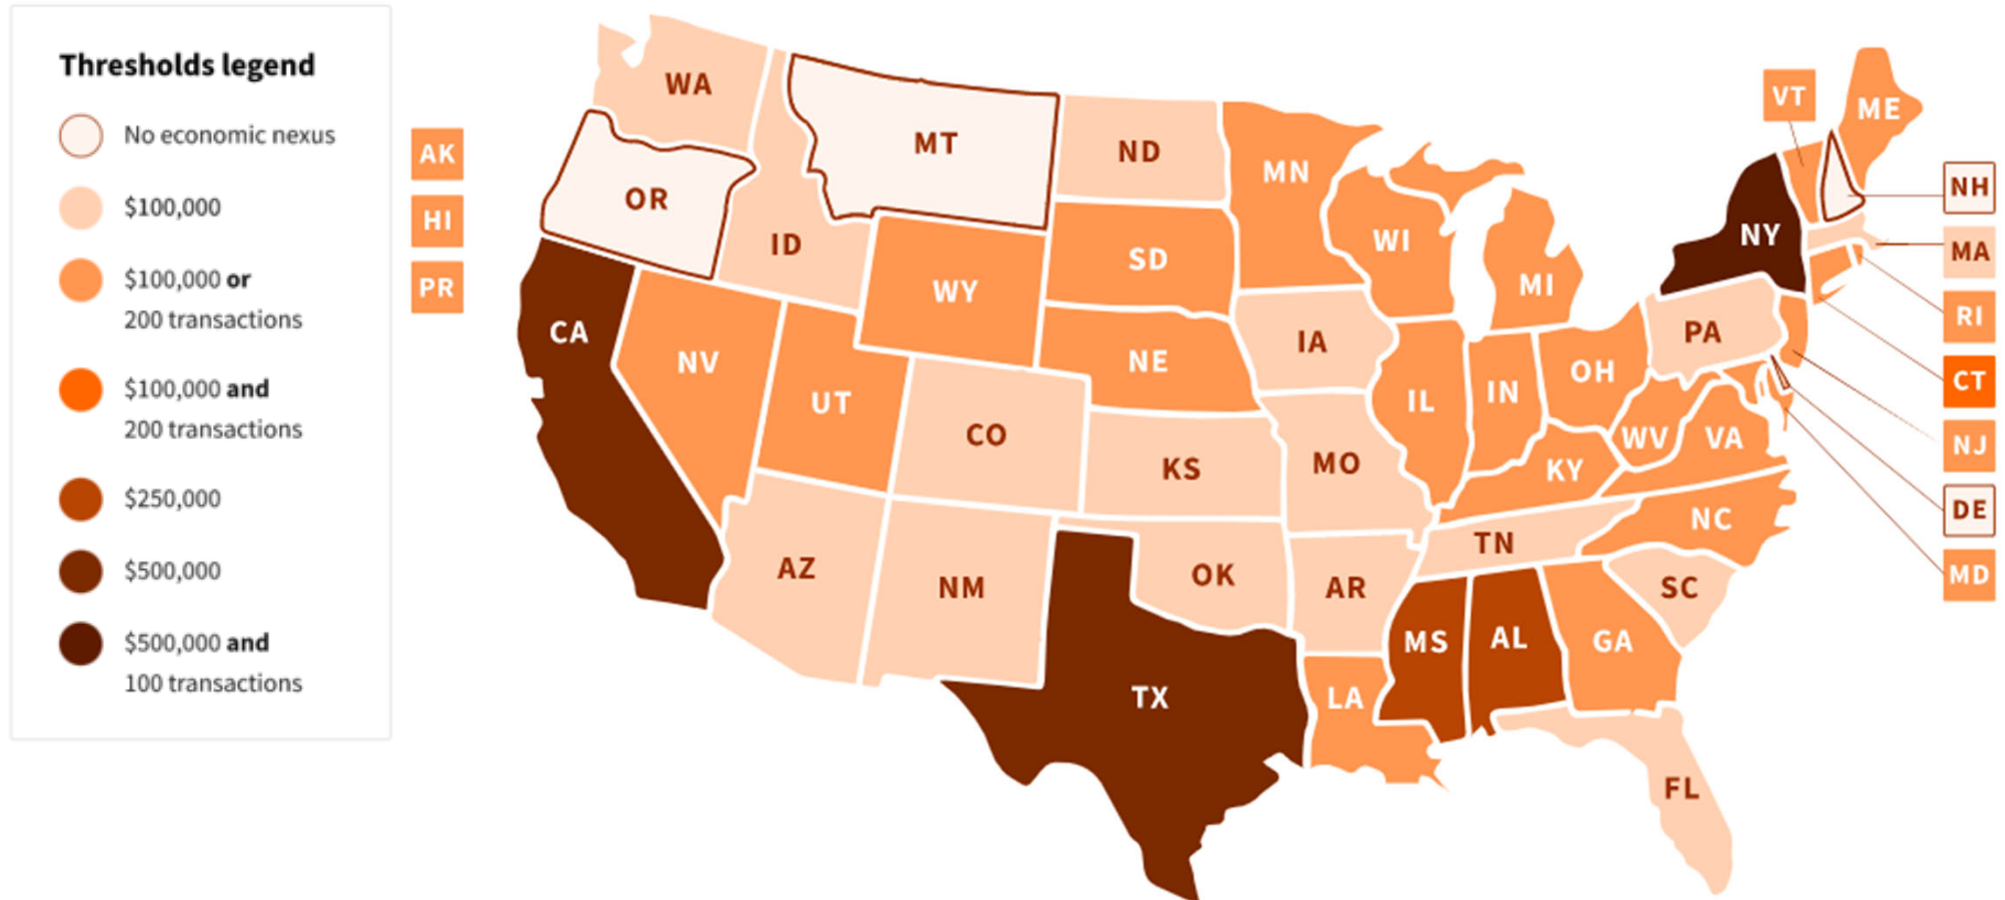 Thresholds legend
No economic nexus
$100,000
$100,000 or
200 transactions
$100,000 and
200 transactions
$250,000
$500,000
$500,000 and
100 transactions
AK
HI
PR
WA
OR
MT
ID
ND
MN
WI
MI
SD
WY
CA
NV
UT
CO
NE
IA
IL
IN
OH
PA
NY
VT
ME
NH
MA
RI
CT
NJ
DE
MD
WV
VA
KY
KS
MO
NC
TN
SC
AZ
NM
OK
AR
MS
AL
GA
TX
LA
FL